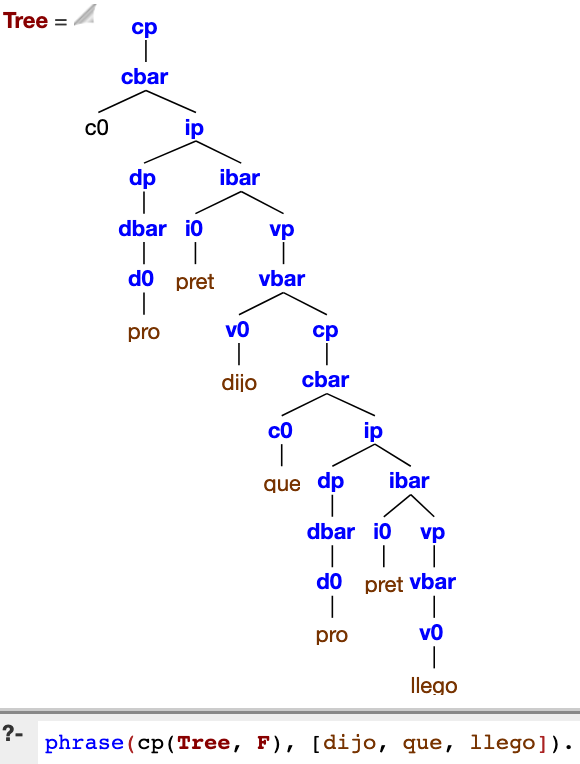 Tree =
cp
cbar
c0 ip
dp ibar
dbar i0 vp
d0 pret vbar
pro v0 cp
dijo cbar
c0 ip
que dp ibar
dbar i0 vp
d0 pret vbar
pro v0
llego
?- phrase(cp(Tree, F), [dijo, que, llego]).